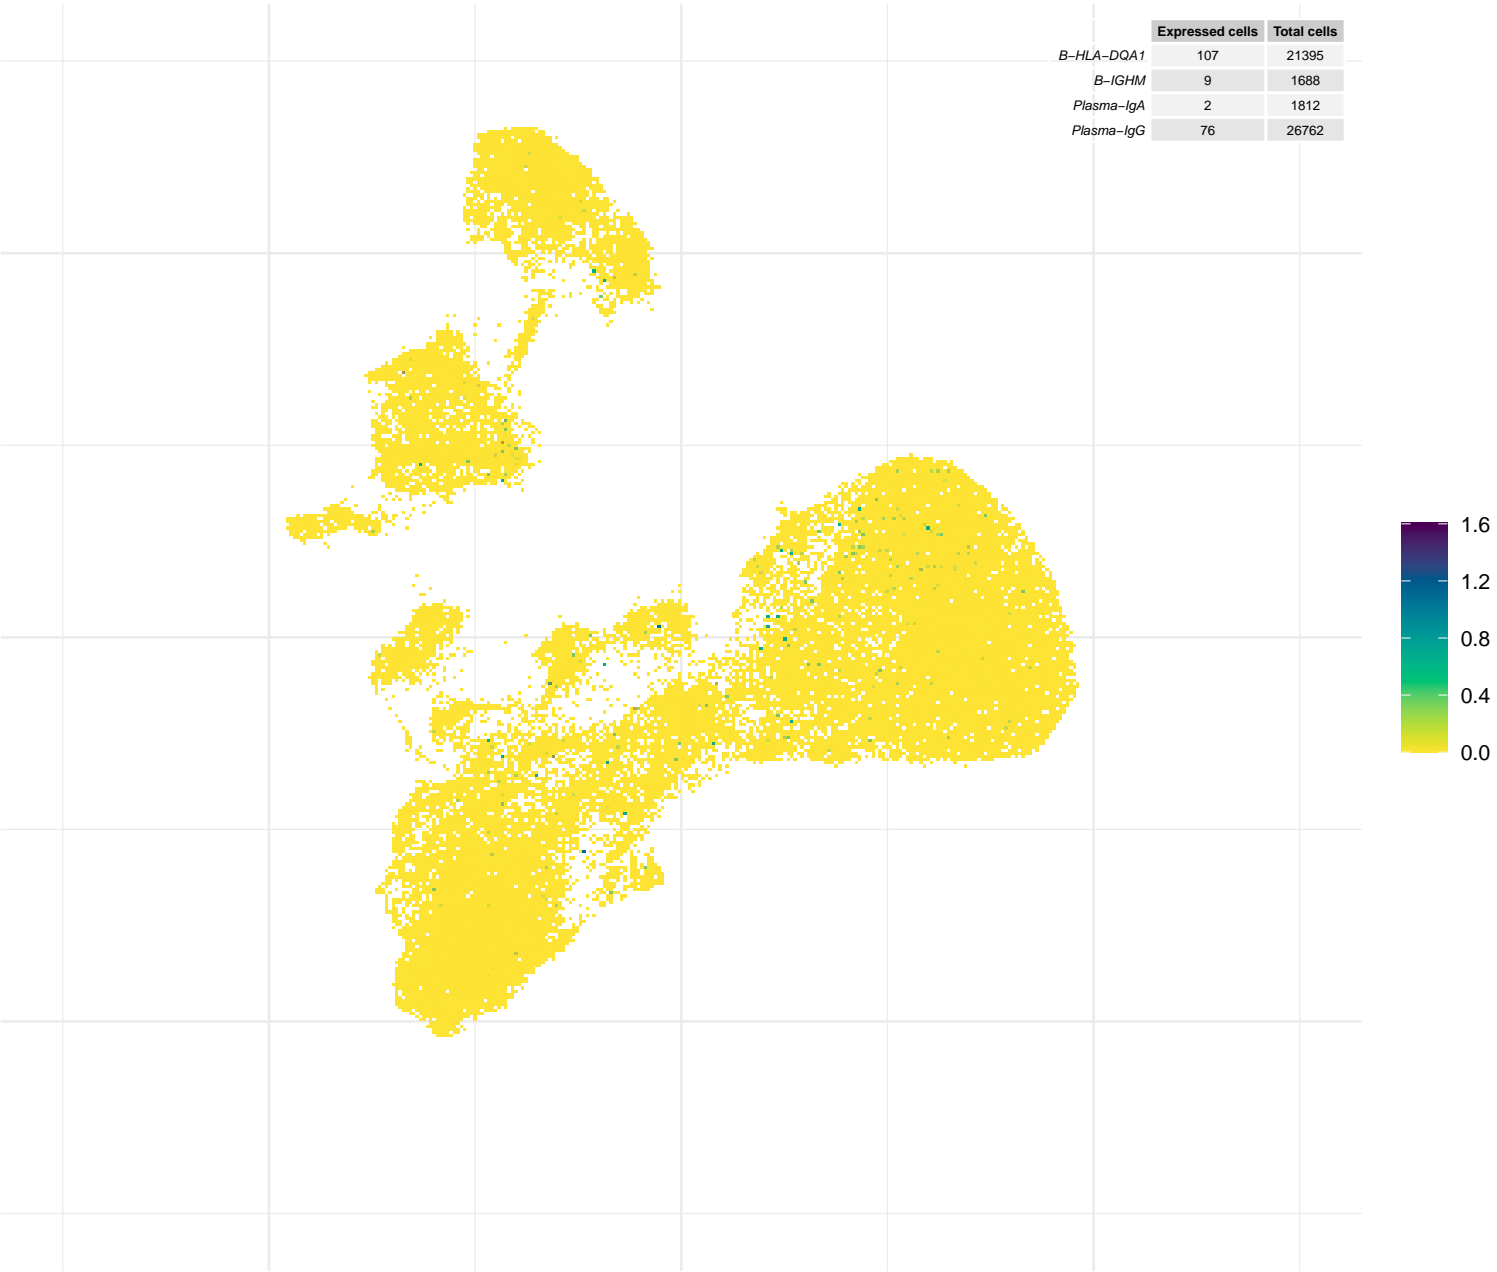 Expressed cells Total cells
B−HLA−DQA1 107 21395
B−IGHM 9 1688
Plasma−IgA 2 1812
Plasma−IgG 76 26762
1.6
1.2
0.8
0.4
0.0